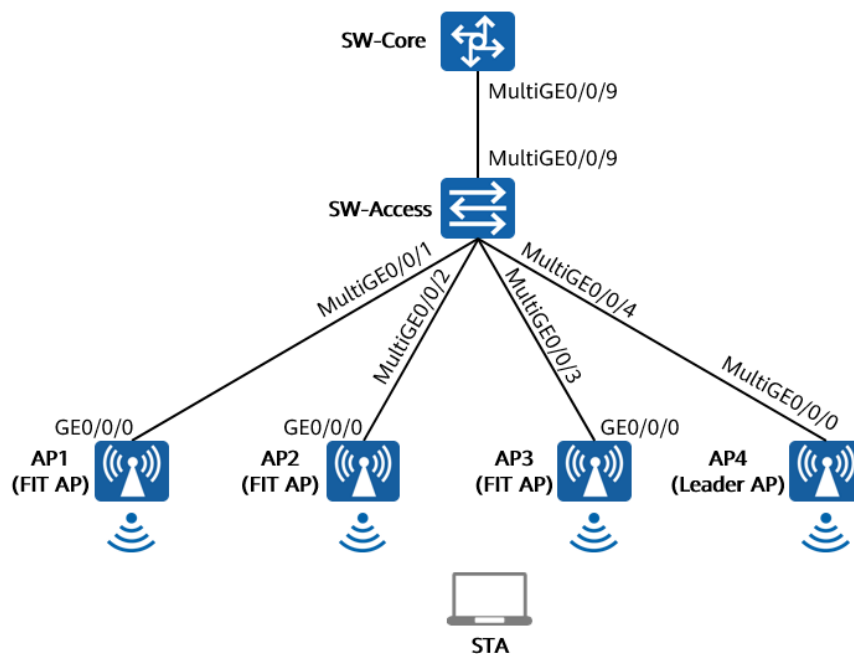 SW-Core
MultiGE0/0/9
MultiGE0/0/9
SW-Access
MultiGE0/0/1
MultiGE0/0/2
MultiGE0/0/3
MultiGE0/0/4
MultiGE0/0/0
GE0/0/0
GE0/0/0
GE0/0/0
AP1
(FIT AP)
AP2
(FIT AP)
AP3
(FIT AP)
AP4
(Leader AP)
STA